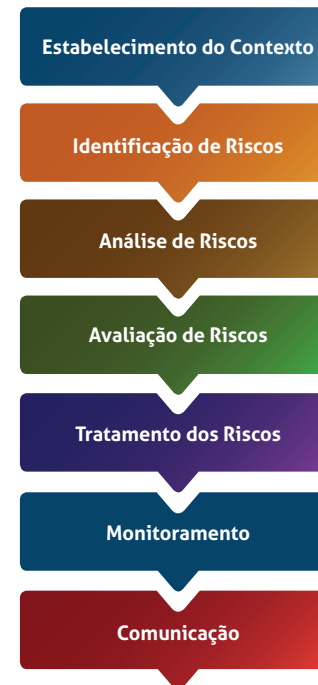 Estabelecimento do Contexto
Identificação de Riscos
Análise de Riscos
Avaliação de Riscos
Tratamento dos Riscos
Monitoramento
Comunicação